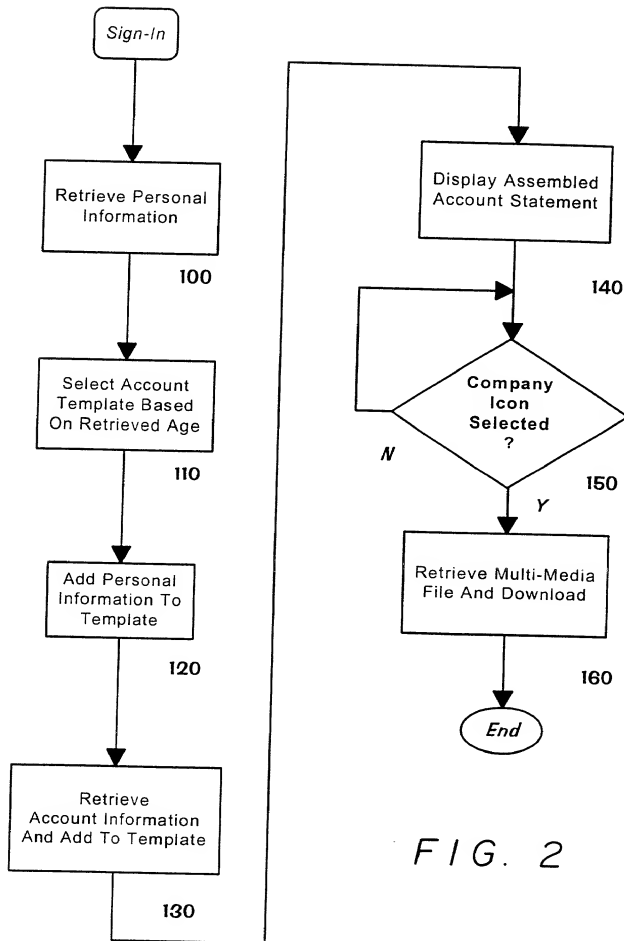 Sign-In
Retrieve Personal
Information
100
Select Account
Template Based
On Retrieved Age
110
Add Personal
Information To
Template
120
Retrieve
Account Information
And Add To Template
130
Display Assembled
Account Statement
140
Company
Icon
Selected
?
N
150
Y
Retrieve Multi-Media
File And Download
160
End
FIG. 2